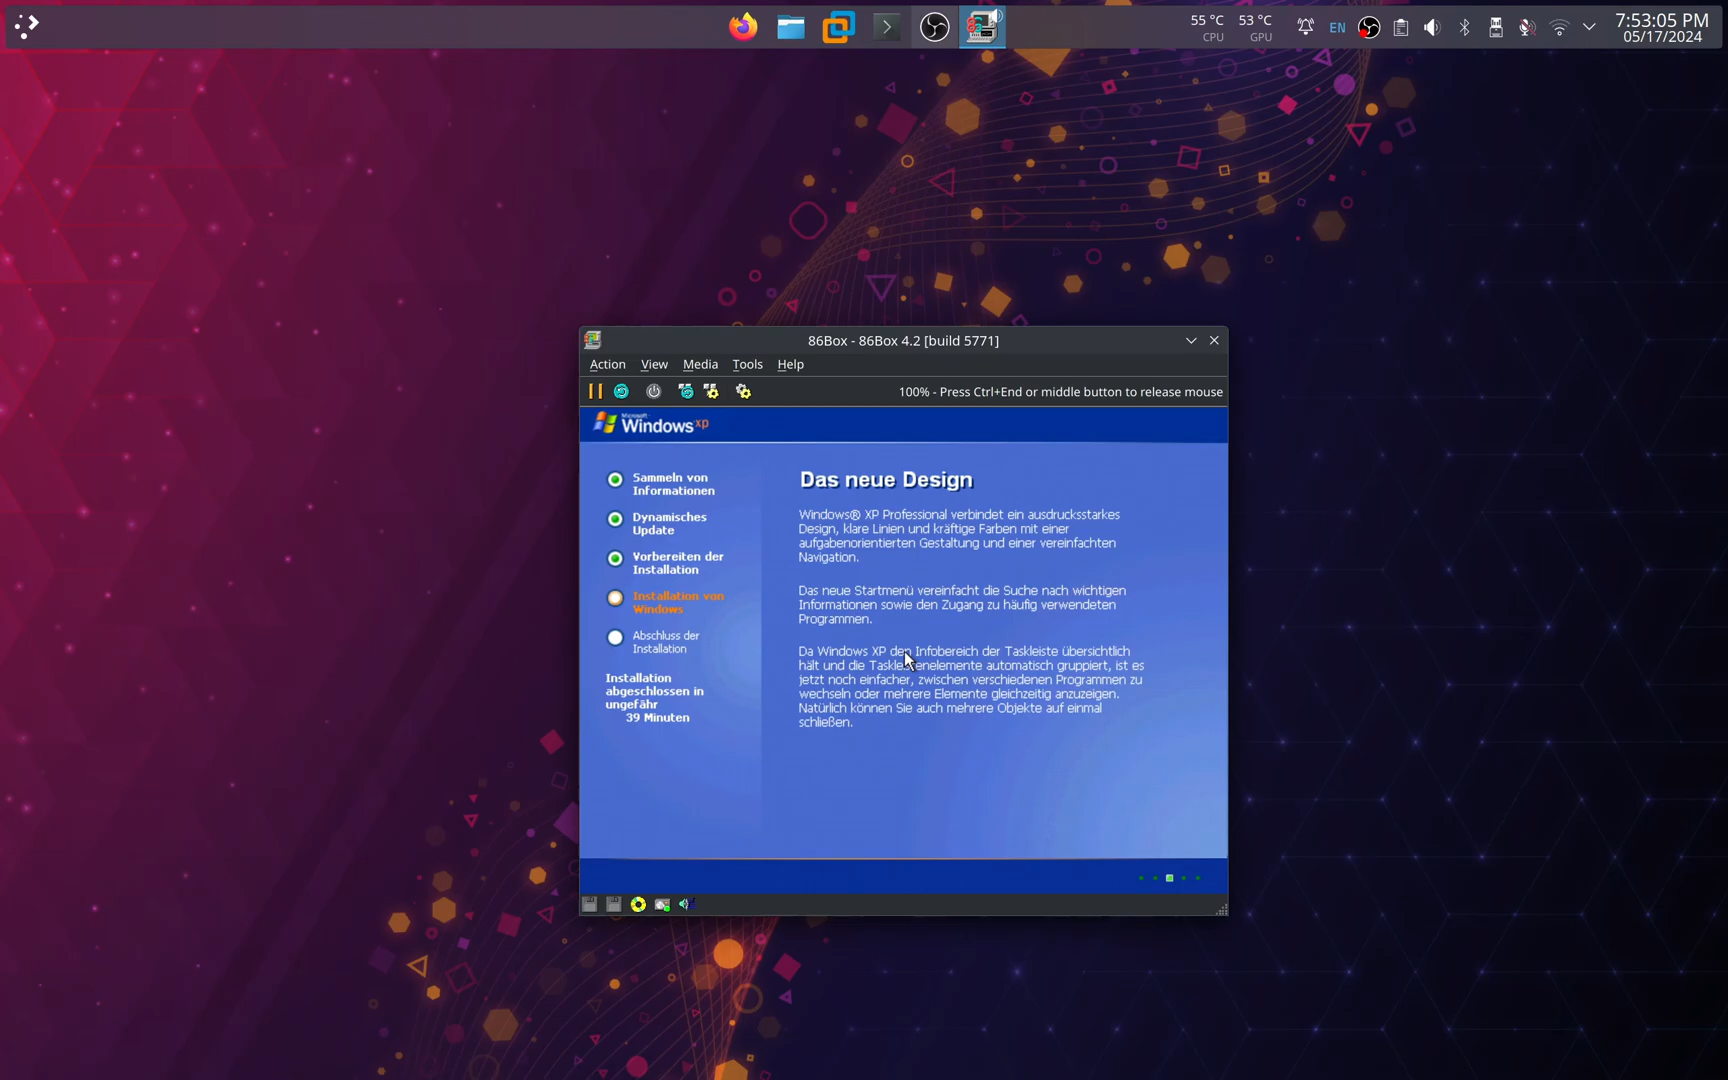 55 °C
CPU
53 °C
GPU
EN
7:53:05 PM
05/17/2024
86Box - 86Box 4.2 [build 5771]
Action View Media Tools Help
100% - Press Ctrl+End or middle button to release mouse
Microsoft
Windows xp
Sammeln von
Informationen
Dynamisches
Update
Vorbereiten der
Installation
Installation von
Windows
Abschluss der
Installation
Installation
abgeschlossen in
ungefähr
39 Minuten
Das neue Design
Windows® XP Professional verbindet ein ausdrucksstarkes
Design, klare Linien und kräftige Farben mit einer
aufgabenorientierten Gestaltung und einer vereinfachten
Navigation.
Das neue Startmenü vereinfacht die Suche nach wichtigen
Informationen sowie den Zugang zu häufig verwendeten
Programmen.
Da Windows XP den Infobereich der Taskleiste übersichtlich
hält und die Taskleistenelemente automatisch gruppiert, ist es
jetzt noch einfacher, zwischen verschiedenen Programmen zu
wechseln oder mehrere Elemente gleichzeitig anzuzeigen.
Natürlich können Sie auch mehrere Objekte auf einmal
schließen.